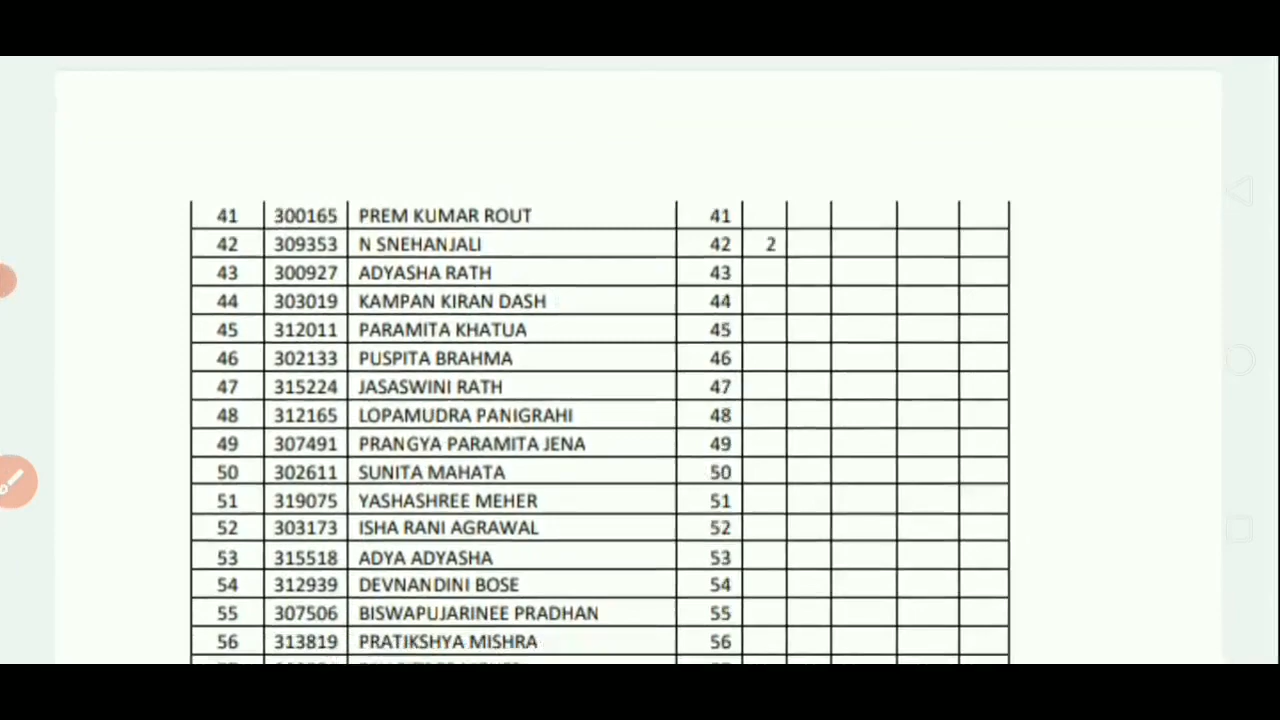 41 300165 PREM KUMAR ROUT 41
42 309353 N SNEHANJALI 42 2
43 300927 ADYASHA RATH 43
44 303019 KAMPAN KIRAN DASH 44
45 312011 PARAMITA KHATUA 45
46 302133 PUSPITA BRAHMA 46
47 315224 JASASWINI RATH 47
48 312165 LOPAMUDRA PANIGRAHI 48
49 307491 PRANGYA PARAMITA JENA 49
50 302611 SUNITA MAHATA 50
51 319075 YASHASHREE MEHER 51
52 303173 ISHA RANI AGRAWAL 52
53 315518 ADYA ADYASHA 53
54 312939 DEVNANDINI BOSE 54
55 307506 BISWAPUJARINEE PRADHAN 55
56 313819 PRATIKSHYA MISHRA 56